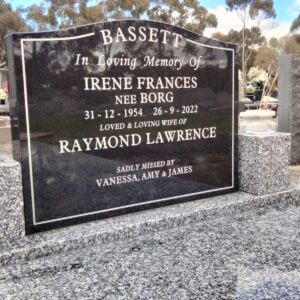 BASSETT
In Loving Memory Of
IRENE FRANCES
NEE BORG
31 - 12 - 1954 26 - 9 - 2022
LOVED & LOVING WIFE OF
RAYMOND LAWRENCE
SADLY MISSED BY
VANESSA, AMY & JAMES